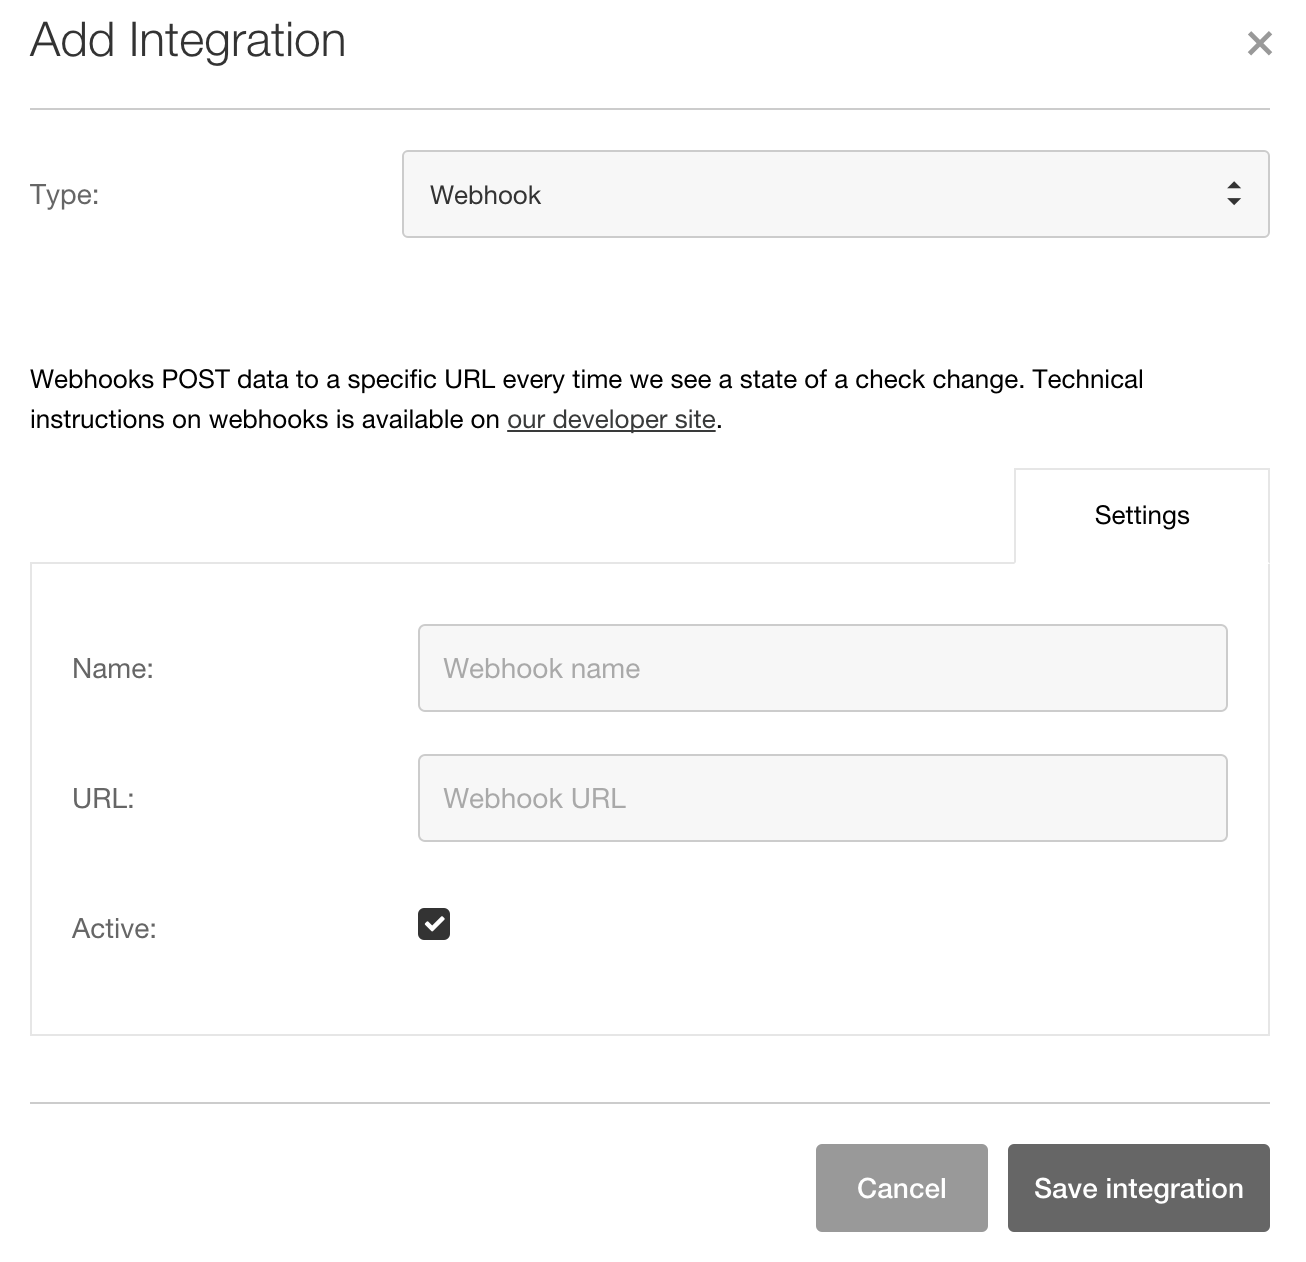 Add Integration
Type:
Webhook
Webhooks POST data to a specific URL every time we see a state of a check change. Technical
instructions on webhooks is available on our developer site.
Settings
Name:
Webhook name
URL:
Webhook URL
Active:
Cancel
Save integration